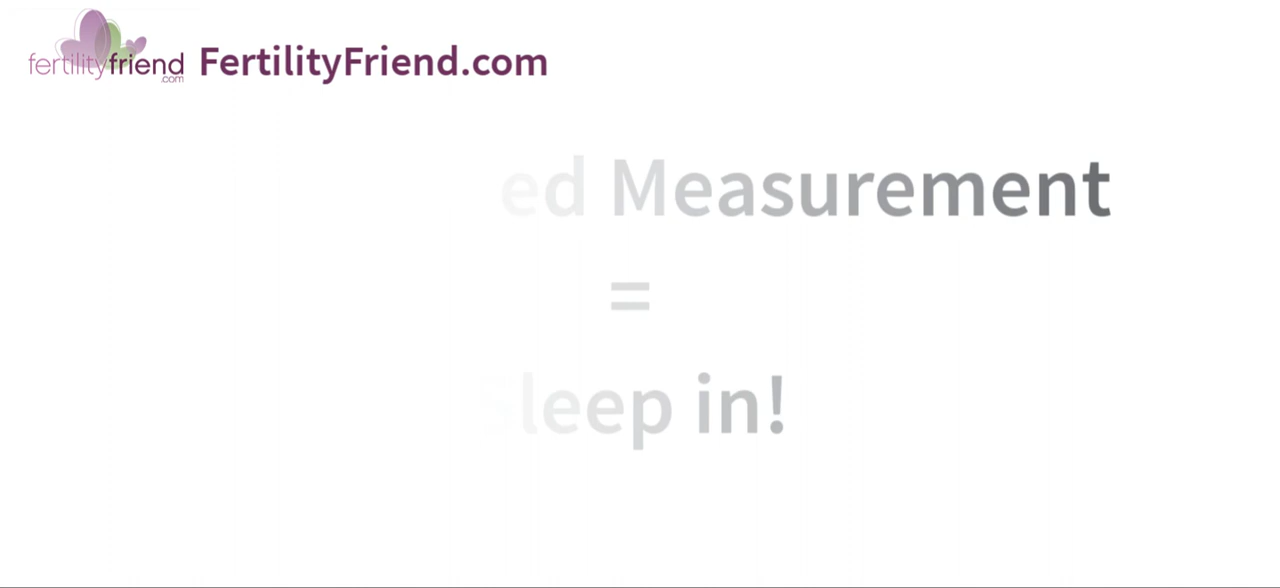 fertilityfriend
.com
FertilityFriend.com
ed Measurement
=
Sleep in!